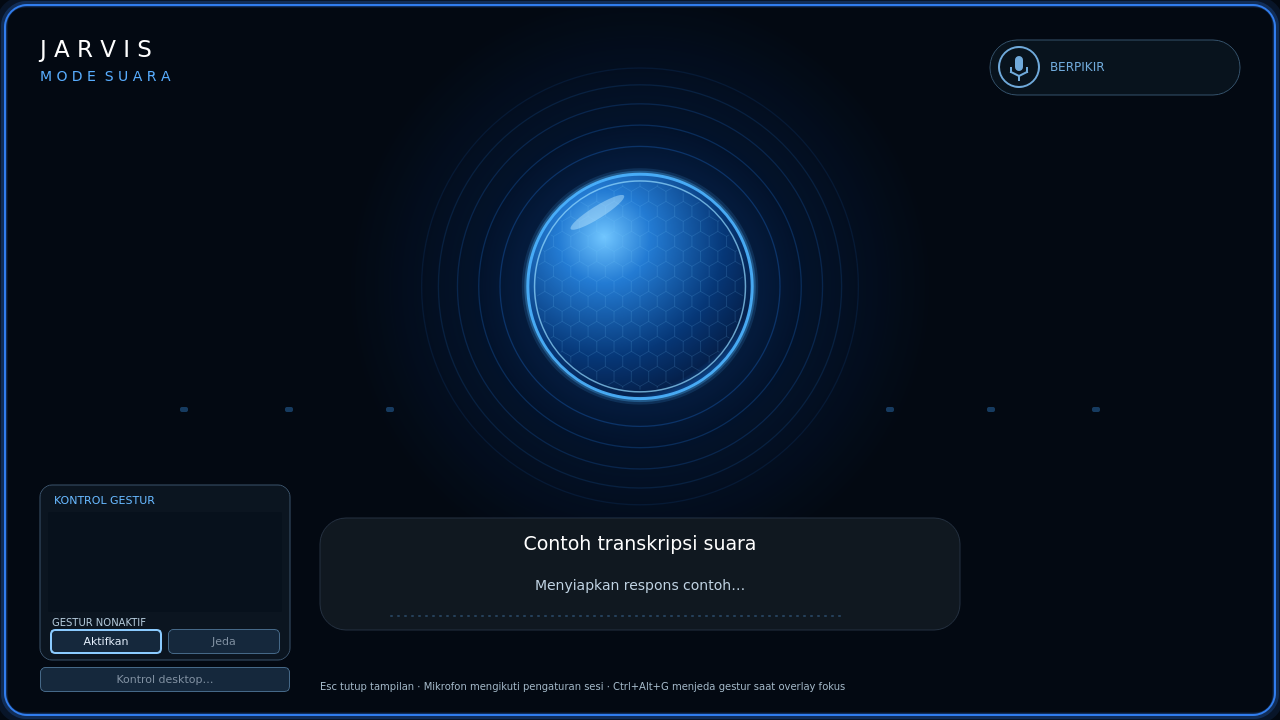 JARVIS
MODE SUARA
BERPIKIR
KONTROL GESTUR
GESTUR NONAKTIF
Aktifkan
Jeda
Kontrol desktop…
Contoh transkripsi suara
Menyiapkan respons contoh…
Esc tutup tampilan · Mikrofon mengikuti pengaturan sesi · Ctrl+Alt+G menjeda gestur saat overlay fokus